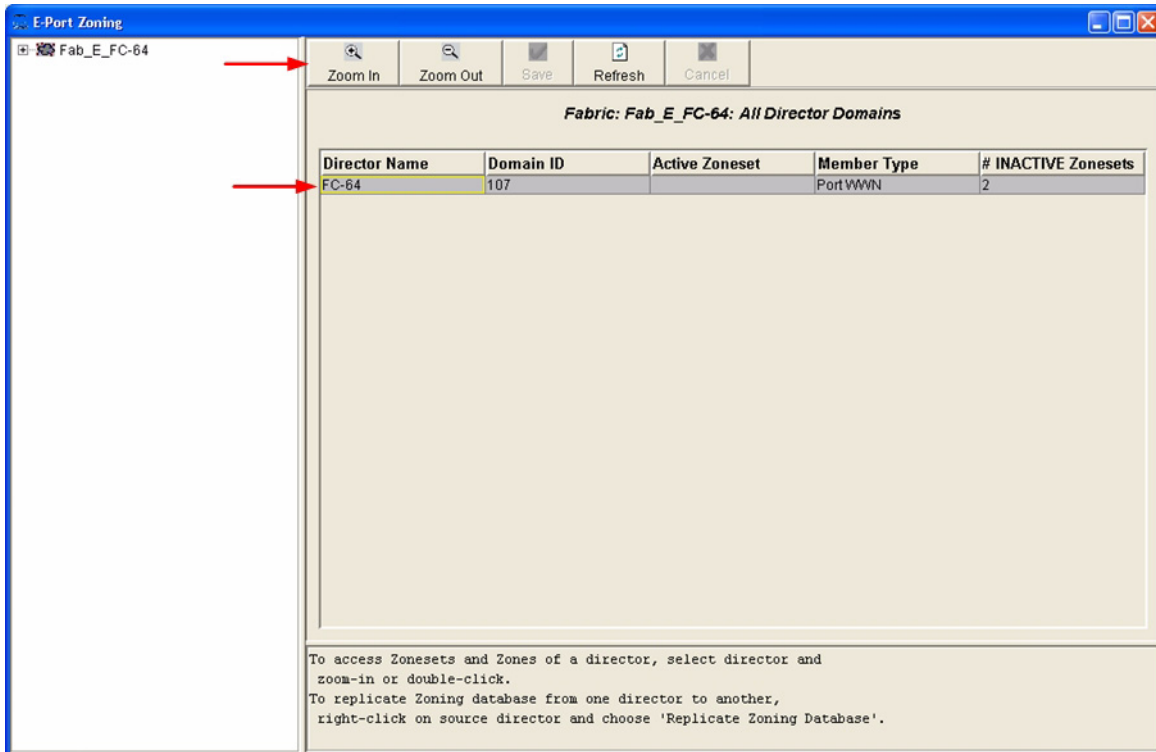 E-Port Zoning
Fab_E_FC-64
Zoom In Zoom Out Save Refresh Cancel
Fabric: Fab_E_FC-64: All Director Domains
Director Name Domain ID Active Zoneset Member Type # INACTIVE Zonesets
FC-64 107 Port WWN 2
To access Zonesets and Zones of a director, select director and
zoom-in or double-click.
To replicate Zoning database from one director to another,
right-click on source director and choose 'Replicate Zoning Database'.